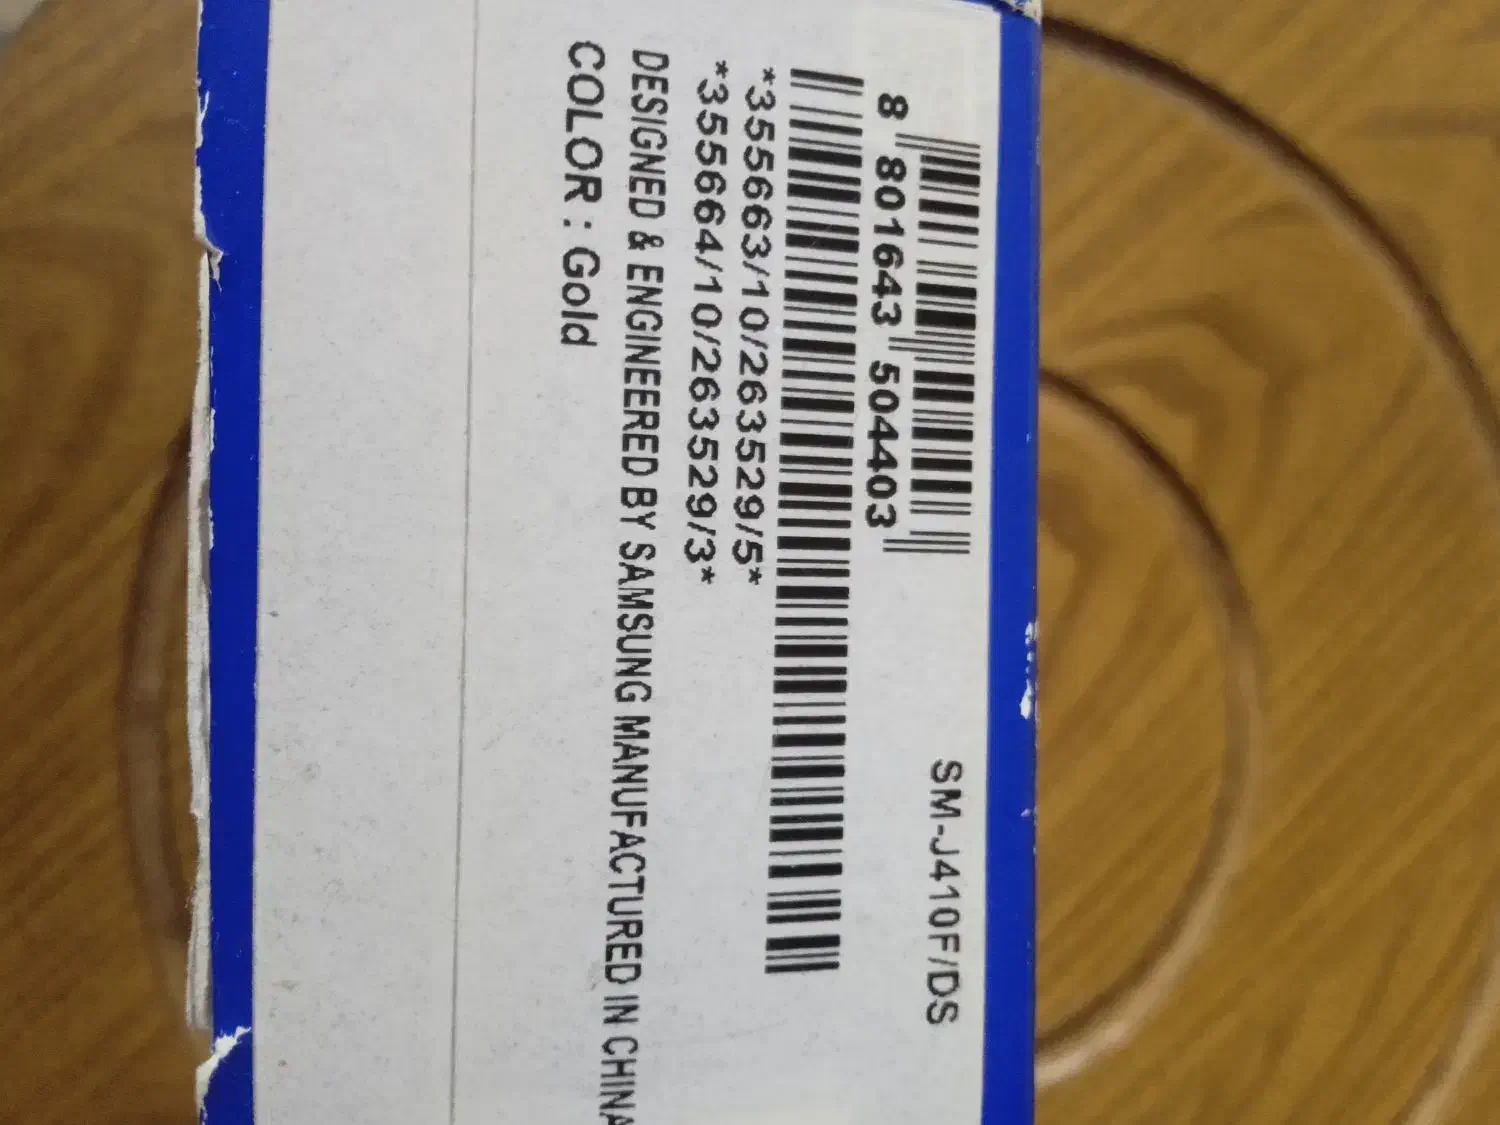 SM-J410F/DS
8 801643 504403
*355663/10/263529/5*
*355664/10/263529/3*
DESIGNED & ENGINEERED BY SAMSUNG MANUFACTURED IN CHINA
COLOR : Gold